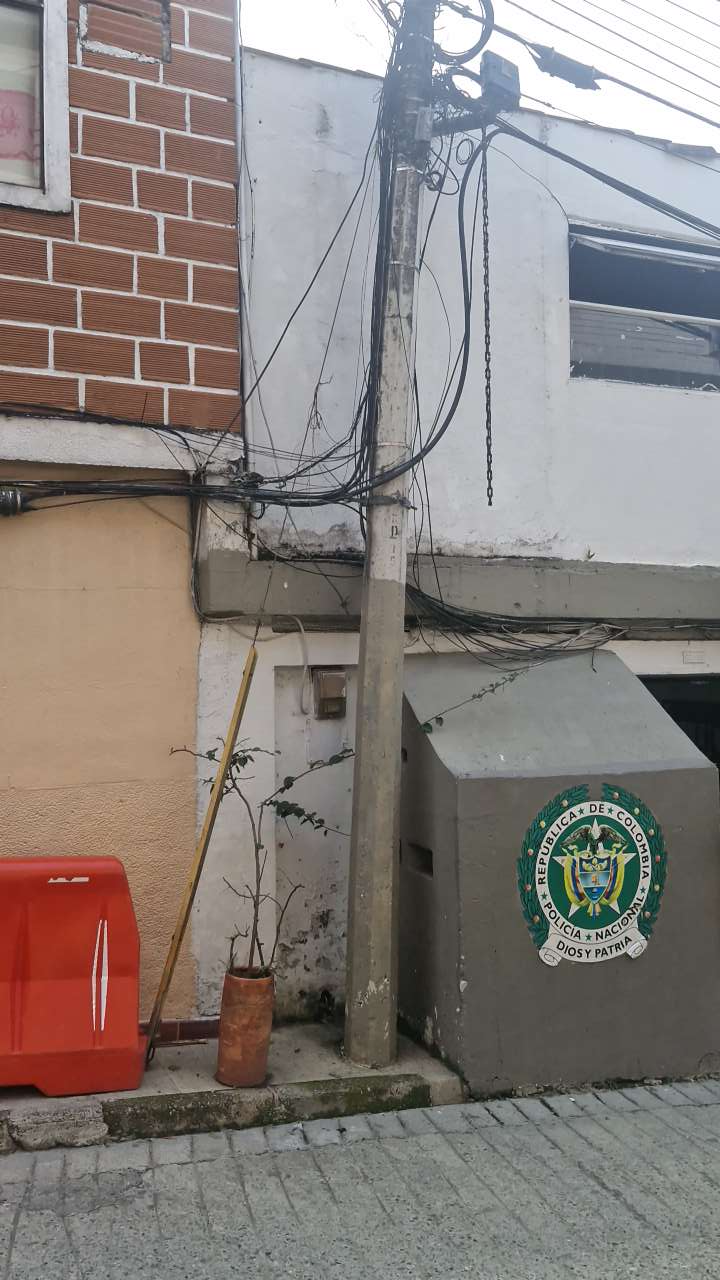 REPUBLICA ★ DE ★ COLOMBIA
★ POLICIA ★ NACIONAL
DIOS Y PATRIA